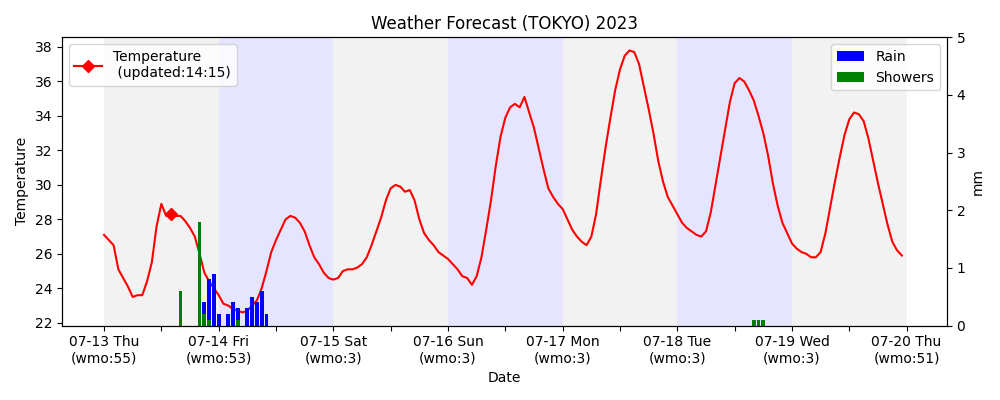 Weather Forecast (TOKYO) 2023
Temperature
(updated:14:15)
Rain
Showers
38
36
34
32
30
28
26
24
22
Temperature
5
4
3
2
1
0
mm
07-13 Thu 07-14 Fri 07-15 Sat 07-16 Sun 07-17 Mon 07-18 Tue 07-19 Wed 07-20 Thu
(wmo:55) (wmo:53) (wmo:3) (wmo:3) (wmo:3) (wmo:3) (wmo:3) (wmo:51)
Date